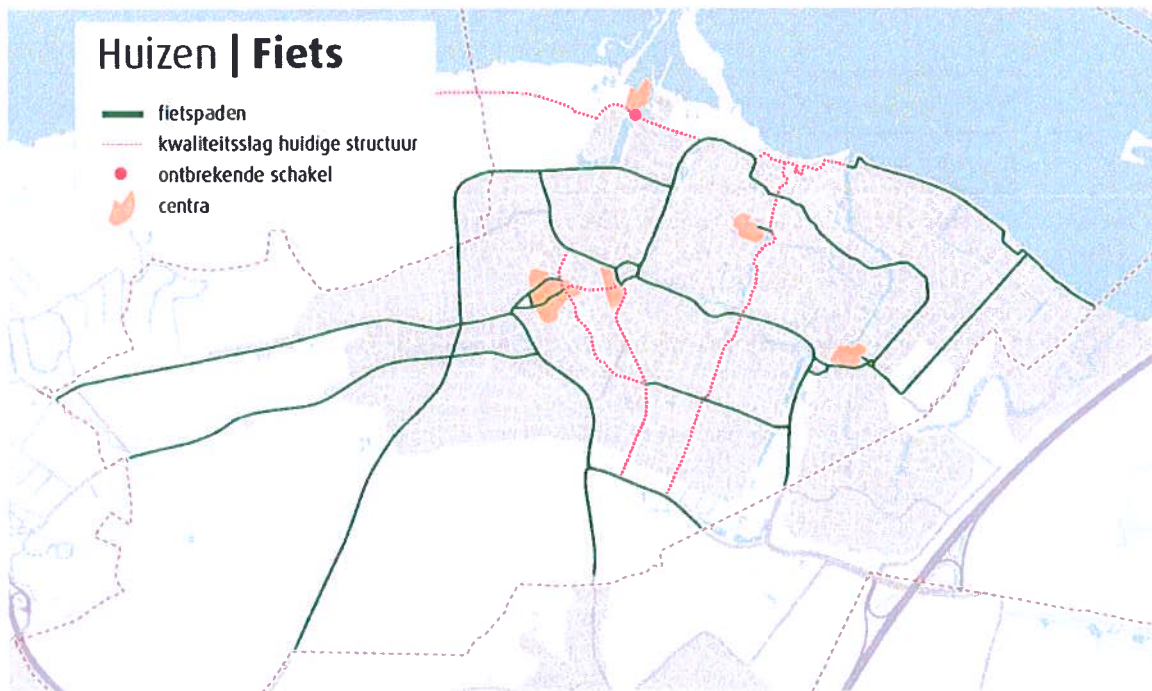 Huizen | Fiets
fietspaden
kwaliteitsslag huidige structuur
ontbrekende schakel
centra